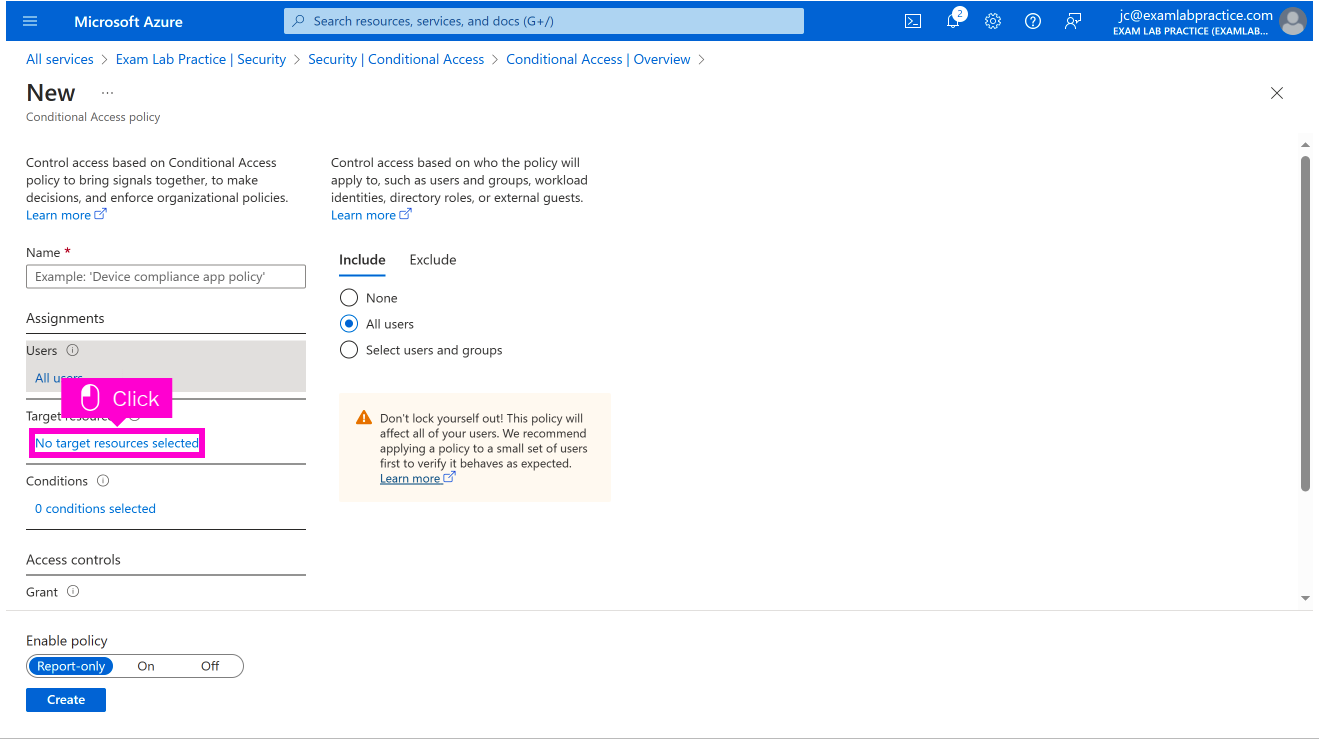 Microsoft Azure
Search resources, services, and docs (G+/)
2
jc@examlabpractice.com
EXAM LAB PRACTICE (EXAMLAB...
All services > Exam Lab Practice | Security > Security | Conditional Access > Conditional Access | Overview >
New ...
Conditional Access policy
Control access based on Conditional Access
policy to bring signals together, to make
decisions, and enforce organizational policies.
Learn more
Name *
Example: 'Device compliance app policy'
Assignments
Users
All users
Click
Target resources
No target resources selected
Conditions
0 conditions selected
Access controls
Grant
Control access based on who the policy will
apply to, such as users and groups, workload
identities, directory roles, or external guests.
Learn more
Include Exclude
None
All users
Select users and groups
Don't lock yourself out! This policy will
affect all of your users. We recommend
applying a policy to a small set of users
first to verify it behaves as expected.
Learn more
Enable policy
Report-only On Off
Create